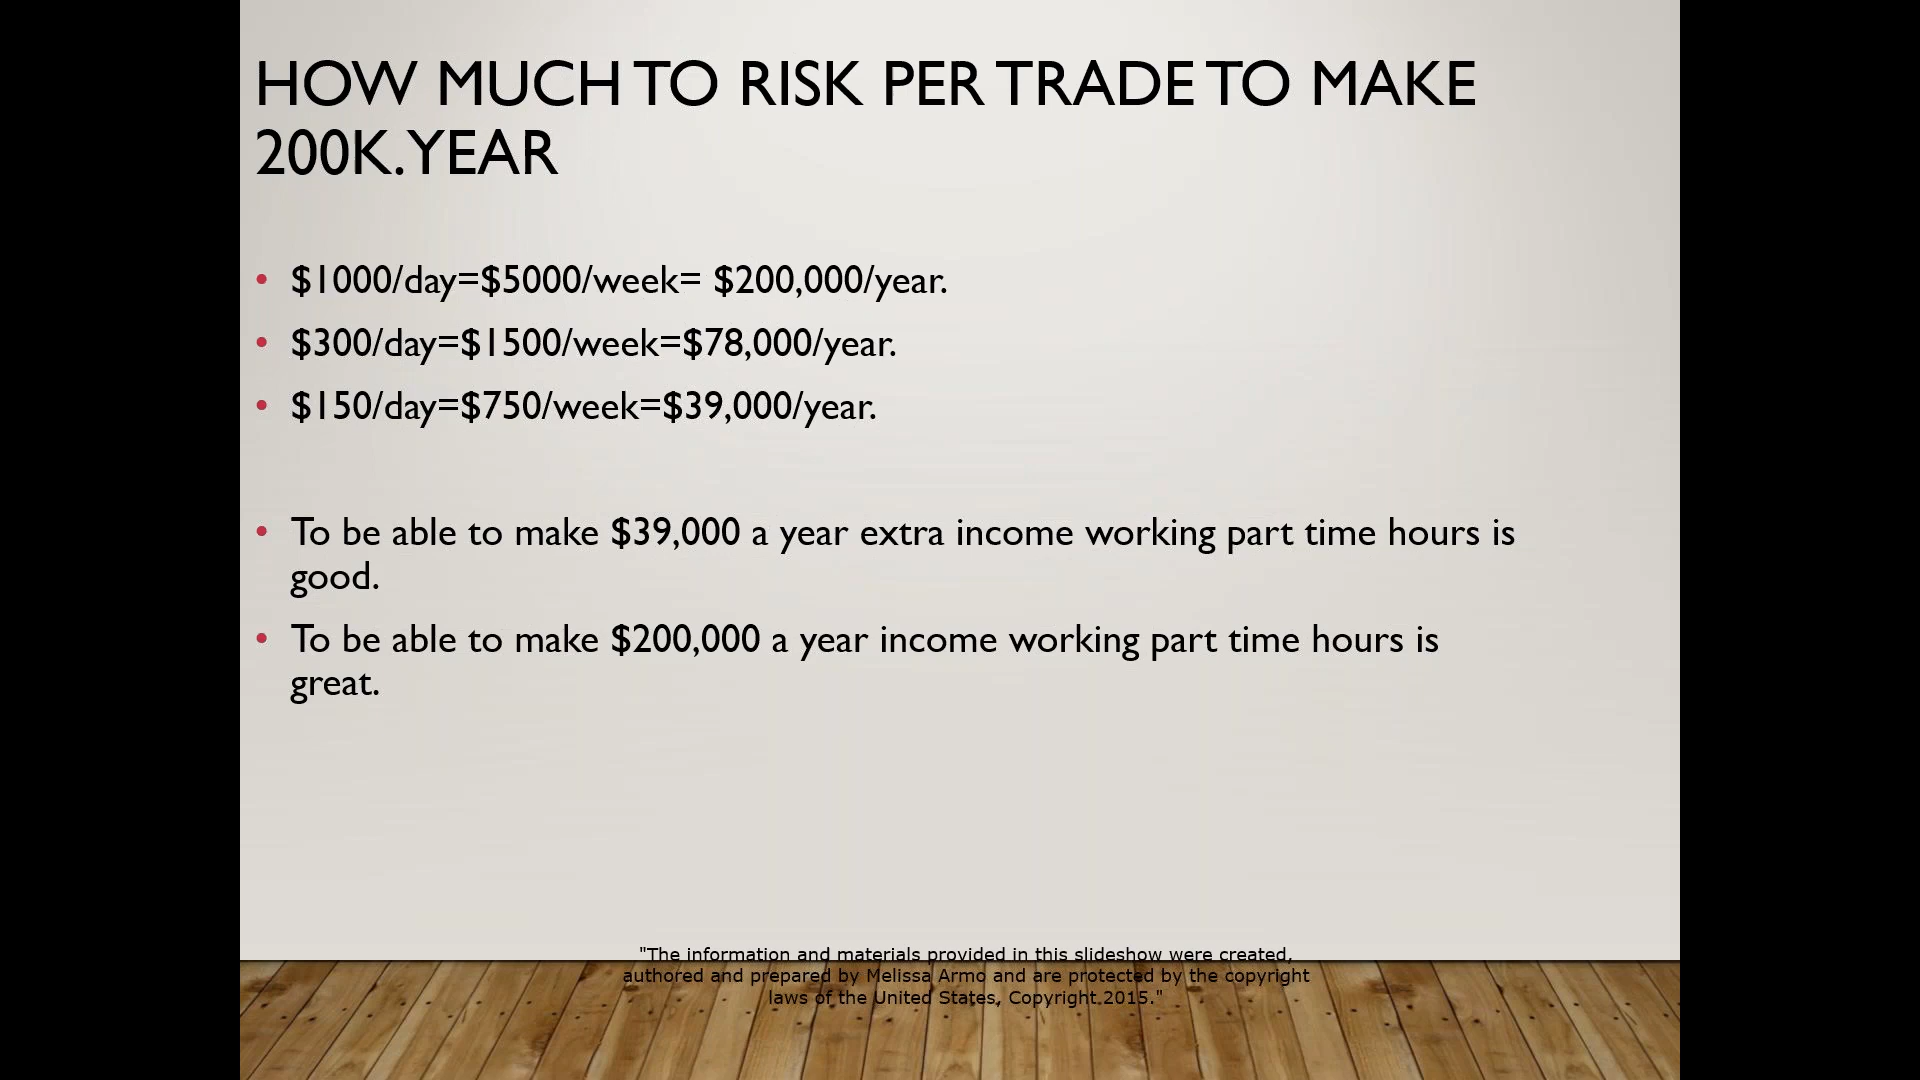 HOW MUCH TO RISK PER TRADE TO MAKE
200K.YEAR
• $1000/day=$5000/week= $200,000/year.
• $300/day=$1500/week=$78,000/year.
• $150/day=$750/week=$39,000/year.
• To be able to make $39,000 a year extra income working part time hours is
good.
• To be able to make $200,000 a year income working part time hours is
great.
"The information and materials provided in this slideshow were created,
authored and prepared by Melissa Armo and are protected by the copyright
laws of the United States, Copyright 2015."